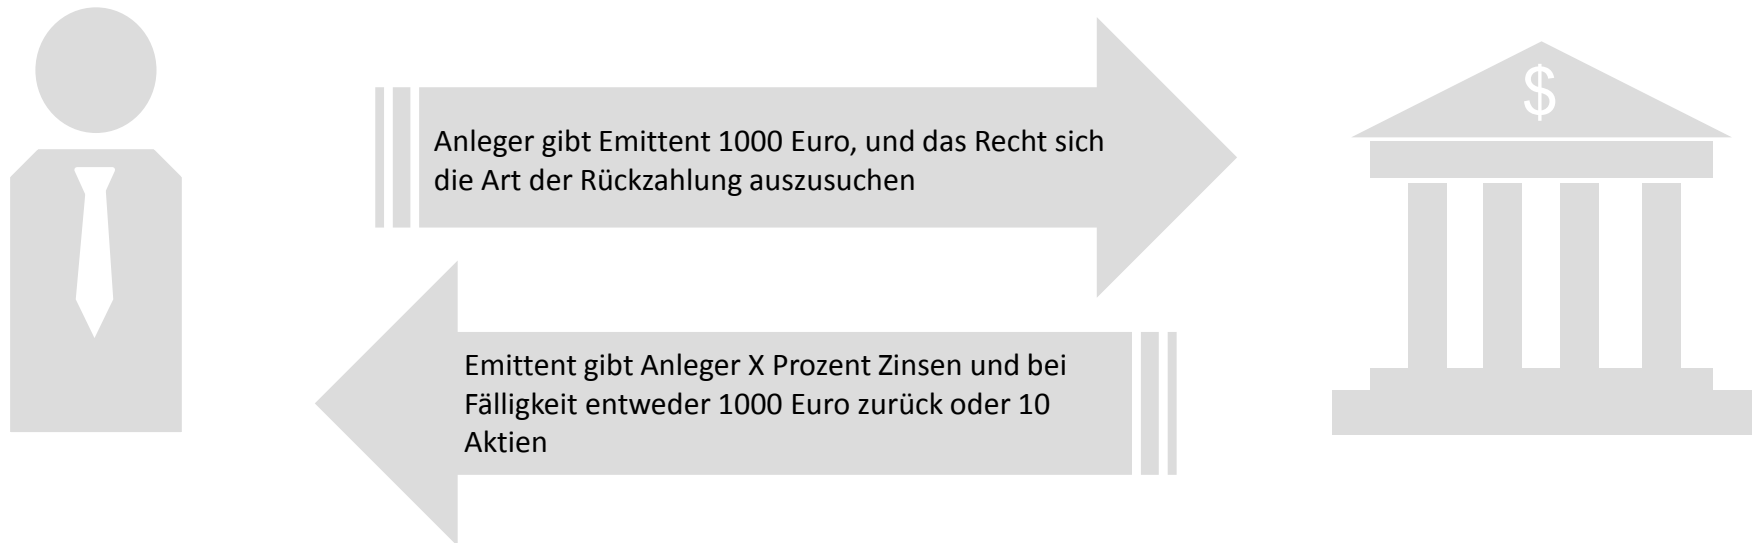 $
Anleger gibt Emittent 1000 Euro, und das Recht sich
die Art der Rückzahlung auszusuchen
Emittent gibt Anleger X Prozent Zinsen und bei
Fälligkeit entweder 1000 Euro zurück oder 10
Aktien